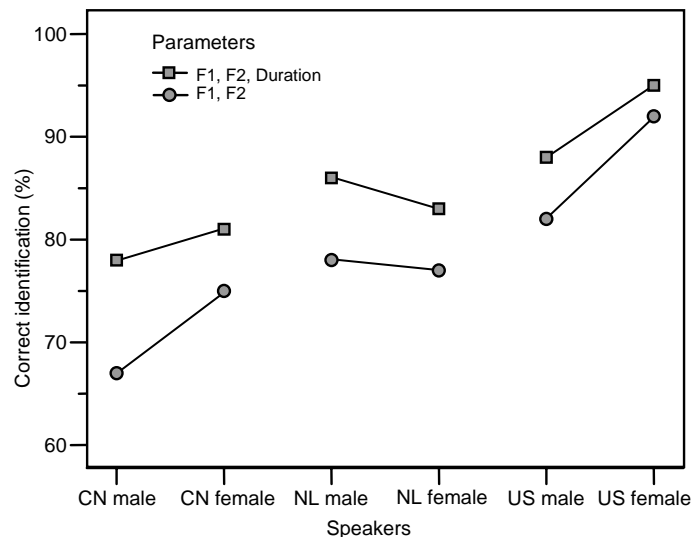 100
90
80
70
60
Correct identification (%)
Parameters
F1, F2, Duration
F1, F2
CN male CN female NL male NL female US male US female
Speakers